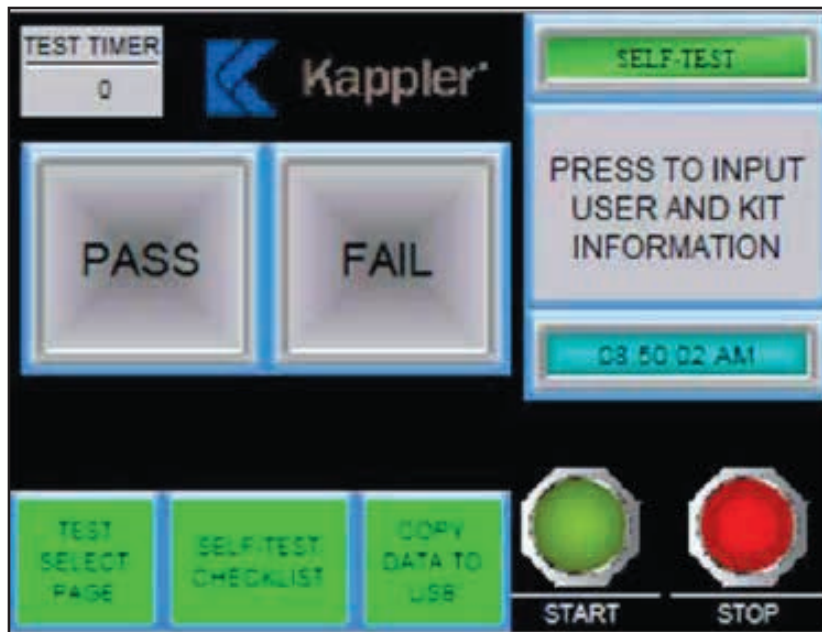 TEST TIMER
0
Kappler
SELF-TEST
PRESS TO INPUT
USER AND KIT
INFORMATION
PASS
FAIL
08:50:02 AM
TEST
SELECT
PAGE
SELF-TEST
CHECKLIST
COPY
DATA TO
USB
START
STOP